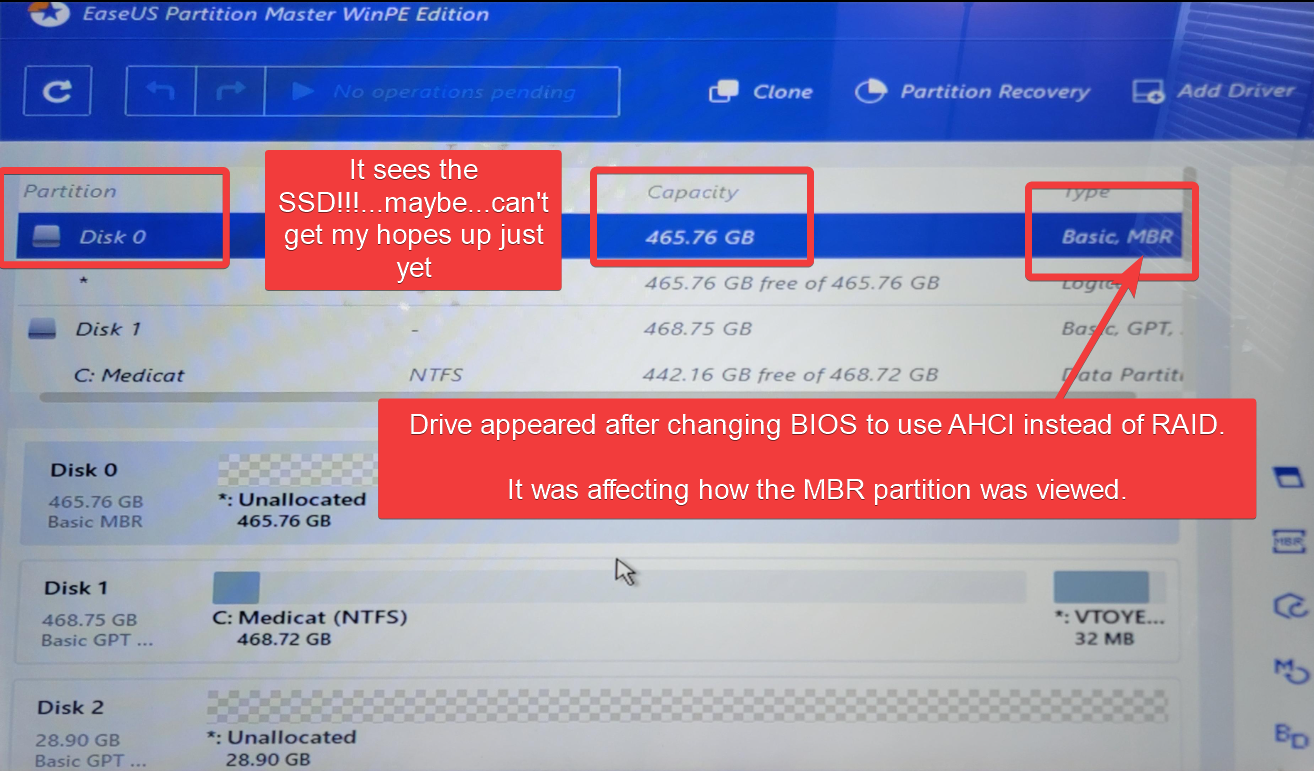 EaseUS Partition Master WinPE Edition
No operations pending
Clone
Partition Recovery
Add Driver
Partition
Capacity
Type
It sees the
SSD!!!...maybe...can't
get my hopes up just
yet
Disk 0
465.76 GB
Basic, MBR
*
465.76 GB free of 465.76 GB
Disk 1
-
468.75 GB
Basic, GPT,
C: Medicat
NTFS
442.16 GB free of 468.72 GB
Data Partiti
Drive appeared after changing BIOS to use AHCI instead of RAID.
It was affecting how the MBR partition was viewed.
Disk 0
465.76 GB
Basic MBR
*: Unallocated
465.76 GB
MBR
Disk 1
468.75 GB
Basic GPT ...
C: Medicat (NTFS)
468.72 GB
*: VTOYE...
32 MB
Disk 2
28.90 GB
Basic GPT ...
*: Unallocated
28.90 GB
BD